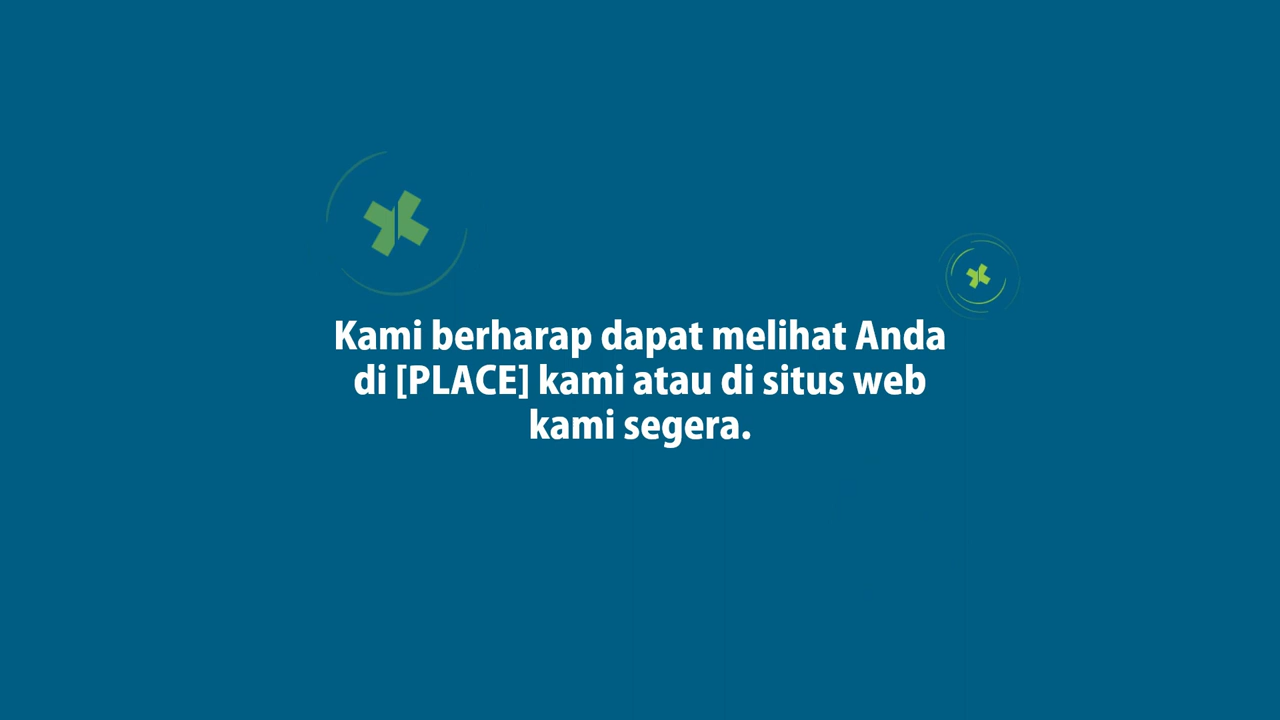 Kami berharap dapat melihat Anda
di [PLACE] kami atau di situs web
kami segera.